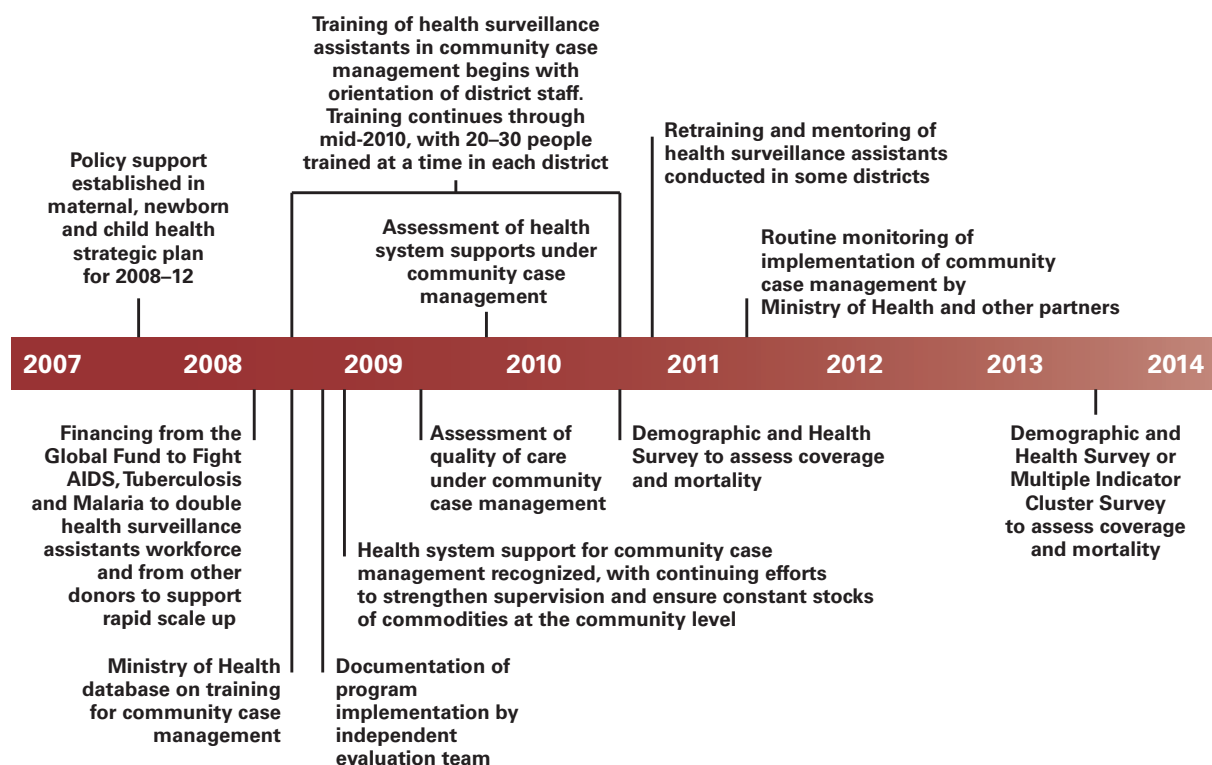 Training of health surveillance
assistants in community case
management begins with
orientation of district staff.
Training continues through
mid-2010, with 20–30 people
trained at a time in each district
Policy support
established in
maternal, newborn
and child health
strategic plan
for 2008–12
Assessment of health
system supports under
community case
management
Retraining and mentoring of
health surveillance assistants
conducted in some districts
Routine monitoring of
implementation of community
case management by
Ministry of Health and other partners
2007 2008 2009 2010 2011 2012 2013 2014
Financing from the
Global Fund to Fight
AIDS, Tuberculosis
and Malaria to double
health surveillance
assistants workforce
and from other
donors to support
rapid scale up
Assessment of
quality of care
under community
case management
Demographic and Health
Survey to assess coverage
and mortality
Demographic and
Health Survey or
Multiple Indicator
Cluster Survey
to assess coverage
and mortality
Health system support for community case
management recognized, with continuing efforts
to strengthen supervision and ensure constant stocks
of commodities at the community level
Ministry of Health
database on training
for community case
management
Documentation of
program
implementation by
independent
evaluation team